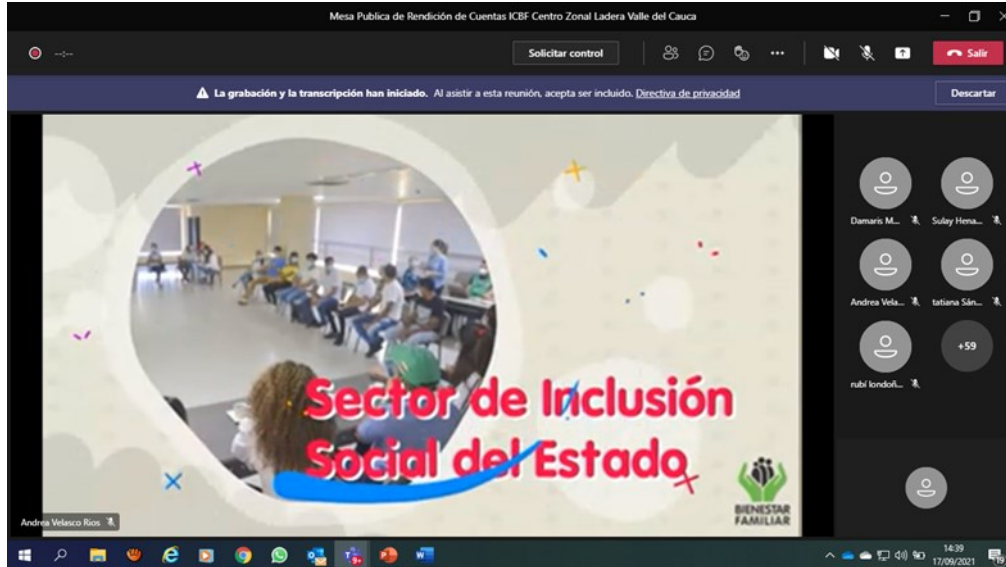 Mesa Publica de Rendición de Cuentas ICBF Centro Zonal Ladera Valle del Cauca
--:--
Solicitar control
Salir
La grabación y la transcripción han iniciado. Al asistir a esta reunión, acepta ser incluido. Directiva de privacidad
Descartar
Damaris M...
Sulay Hena...
Andrea Vela...
tatiana Sán...
rubí londoñ...
+59
Sector de Inclusión
Social del Estado
BIENESTAR
FAMILIAR
Andrea Velasco Rios
14:39
17/09/2021